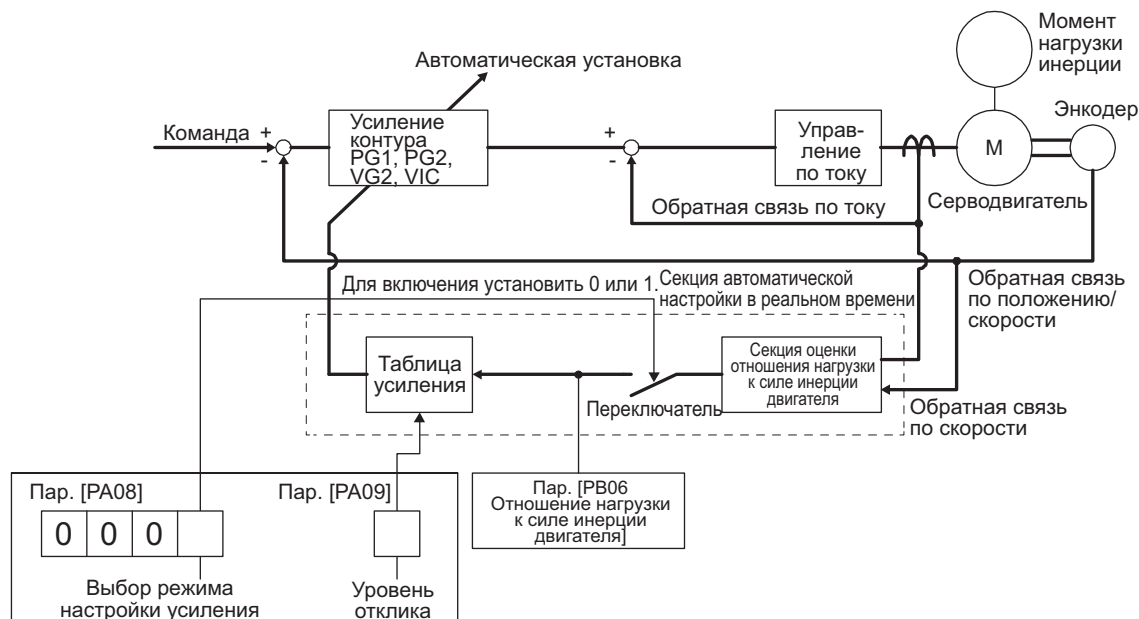 Момент
нагрузки
инерции
Автоматическая установка
Энкодер
Команда
+
-
Усиление
контура
PG1, PG2,
VG2, VIC
+
-
Управ-
ление
по току
М
Серводвигатель
Обратная связь по току
Для включения установить 0 или 1.
Секция автоматической
настройки в реальном времени
Обратная связь
по положению/
скорости
Таблица
усиления
Переключатель
Секция оценки
отношения нагрузки
к силе инерции
двигателя
Обратная связь
по скорости
Пар. [PA08]
0 0 0
Выбор режима
настройки усиления
Пар. [PA09]
Уровень
отклика
Пар. [PB06
Отношение нагрузки
к силе инерции
двигателя]